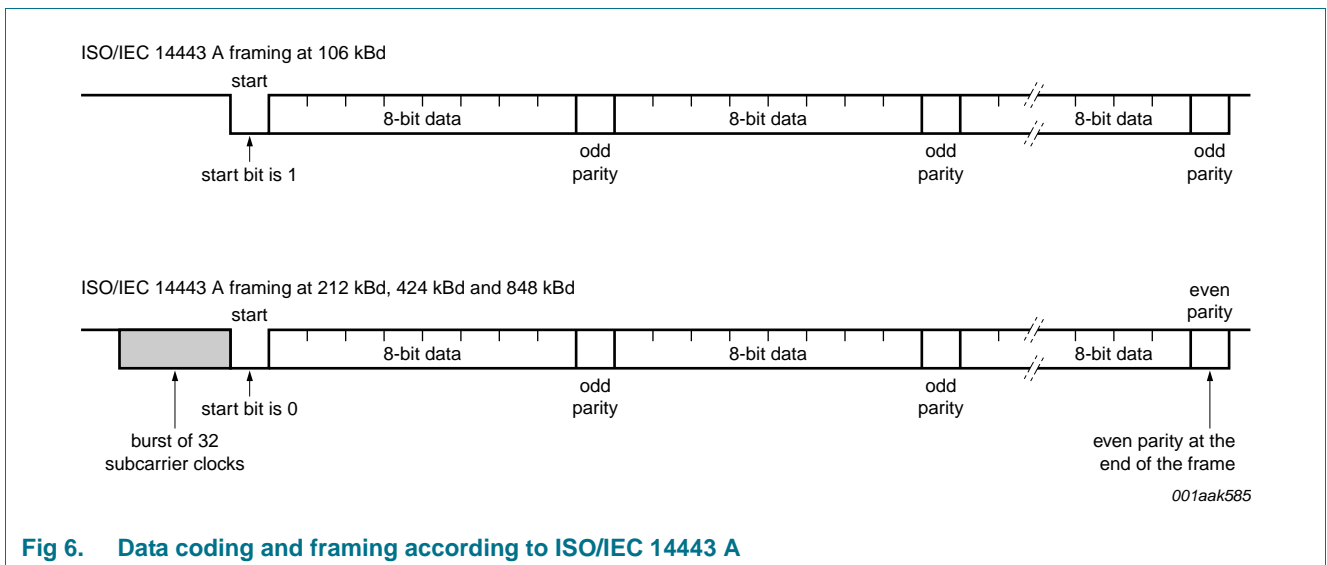 ISO/IEC 14443 A framing at 106 kBd
start
8-bit data
8-bit data
8-bit data
odd
parity
odd
parity
odd
parity
start bit is 1
ISO/IEC 14443 A framing at 212 kBd, 424 kBd and 848 kBd
even
parity
start
8-bit data
8-bit data
8-bit data
odd
parity
odd
parity
start bit is 0
burst of 32
subcarrier clocks
even parity at the
end of the frame
001aak585
Fig 6. Data coding and framing according to ISO/IEC 14443 A